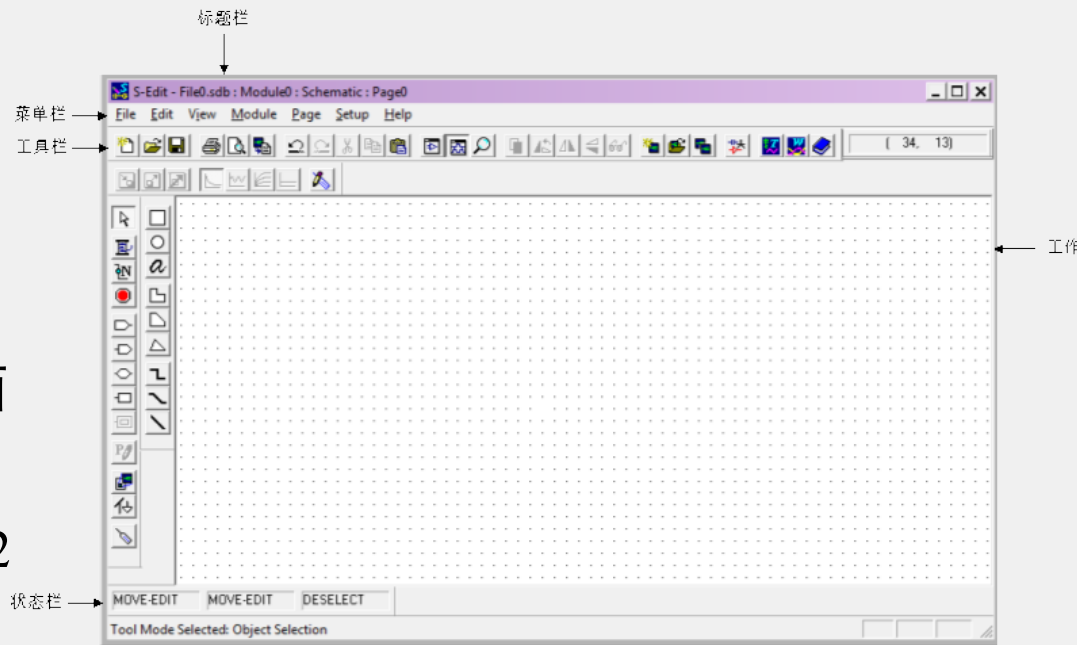 标题栏
S-Edit - File0.sdb : Module0 : Schematic : Page0
菜单栏
File Edit View Module Page Setup Help
工具栏
( 34, 13)
工作
N
a
2
状态栏
MOVE-EDIT MOVE-EDIT DESELECT
Tool Mode Selected: Object Selection